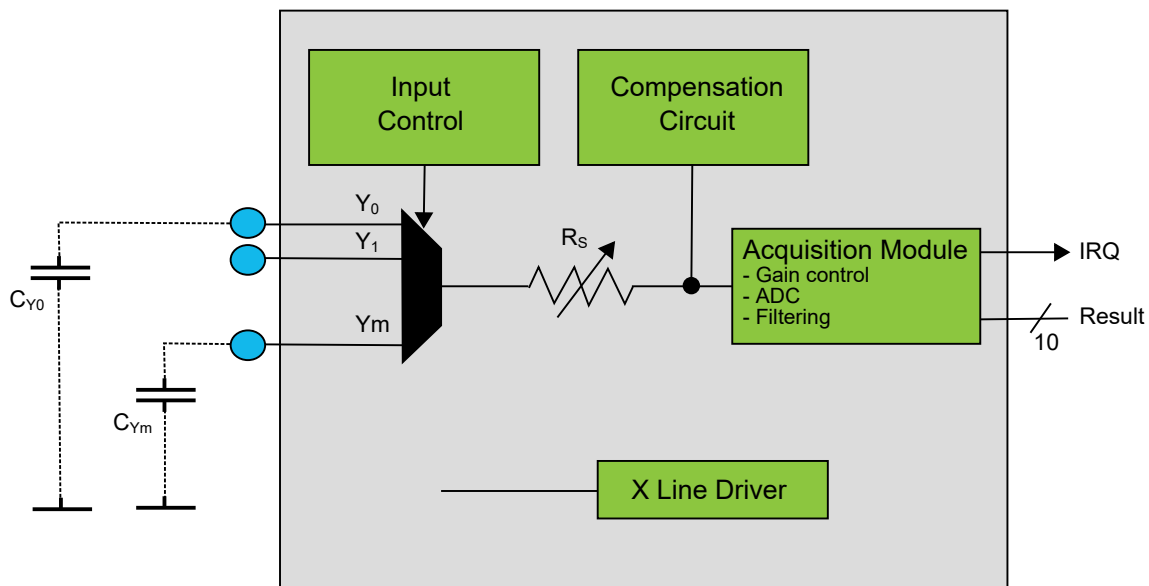 Input
Control
Compensation
Circuit
Y0
Y1
Ym
RS
CY0
CYm
Acquisition Module
- Gain control
- ADC
- Filtering
IRQ
Result
10
X Line Driver